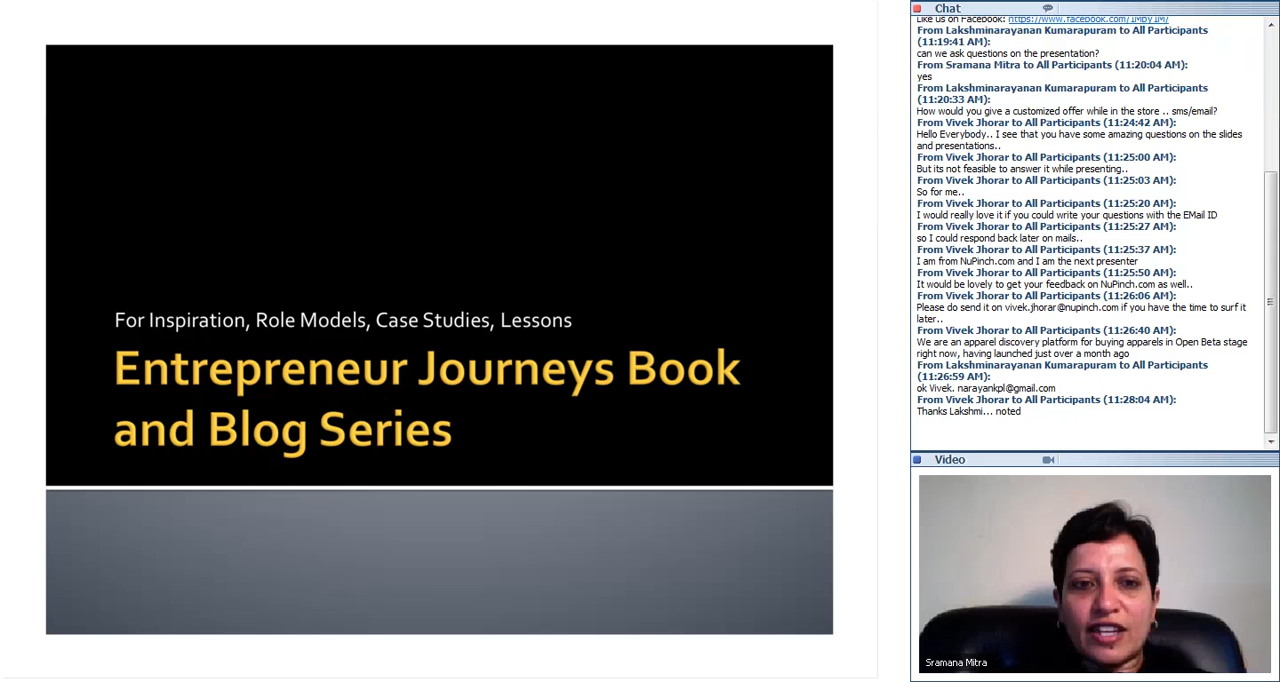 For Inspiration, Role Models, Case Studies, Lessons
Entrepreneur Journeys Book
and Blog Series
Chat
Like us on Facebook: https://www.facebook.com/1Mby1M/
From Lakshminarayanan Kumarapuram to All Participants
(11:19:41 AM):
can we ask questions on the presentation?
From Sramana Mitra to All Participants (11:20:04 AM):
yes
From Lakshminarayanan Kumarapuram to All Participants
(11:20:33 AM):
How would you give a customized offer while in the store .. sms/email?
From Vivek Jhorar to All Participants (11:24:42 AM):
Hello Everybody.. I see that you have some amazing questions on the slides
and presentations..
From Vivek Jhorar to All Participants (11:25:00 AM):
But its not feasible to answer it while presenting..
From Vivek Jhorar to All Participants (11:25:03 AM):
So for me..
From Vivek Jhorar to All Participants (11:25:20 AM):
I would really love it if you could write your questions with the EMail ID
From Vivek Jhorar to All Participants (11:25:27 AM):
so I could respond back later on mails..
From Vivek Jhorar to All Participants (11:25:37 AM):
I am from NuPinch.com and I am the next presenter
From Vivek Jhorar to All Participants (11:25:50 AM):
It would be lovely to get your feedback on NuPinch.com as well..
From Vivek Jhorar to All Participants (11:26:06 AM):
Please do send it on vivek.jhorar@nupinch.com if you have the time to surf it
later..
From Vivek Jhorar to All Participants (11:26:40 AM):
We are an apparel discovery platform for buying apparels in Open Beta stage
right now, having launched just over a month ago
From Lakshminarayanan Kumarapuram to All Participants
(11:26:59 AM):
ok Vivek. narayankpl@gmail.com
From Vivek Jhorar to All Participants (11:28:04 AM):
Thanks Lakshmi... noted
Video
Sramana Mitra